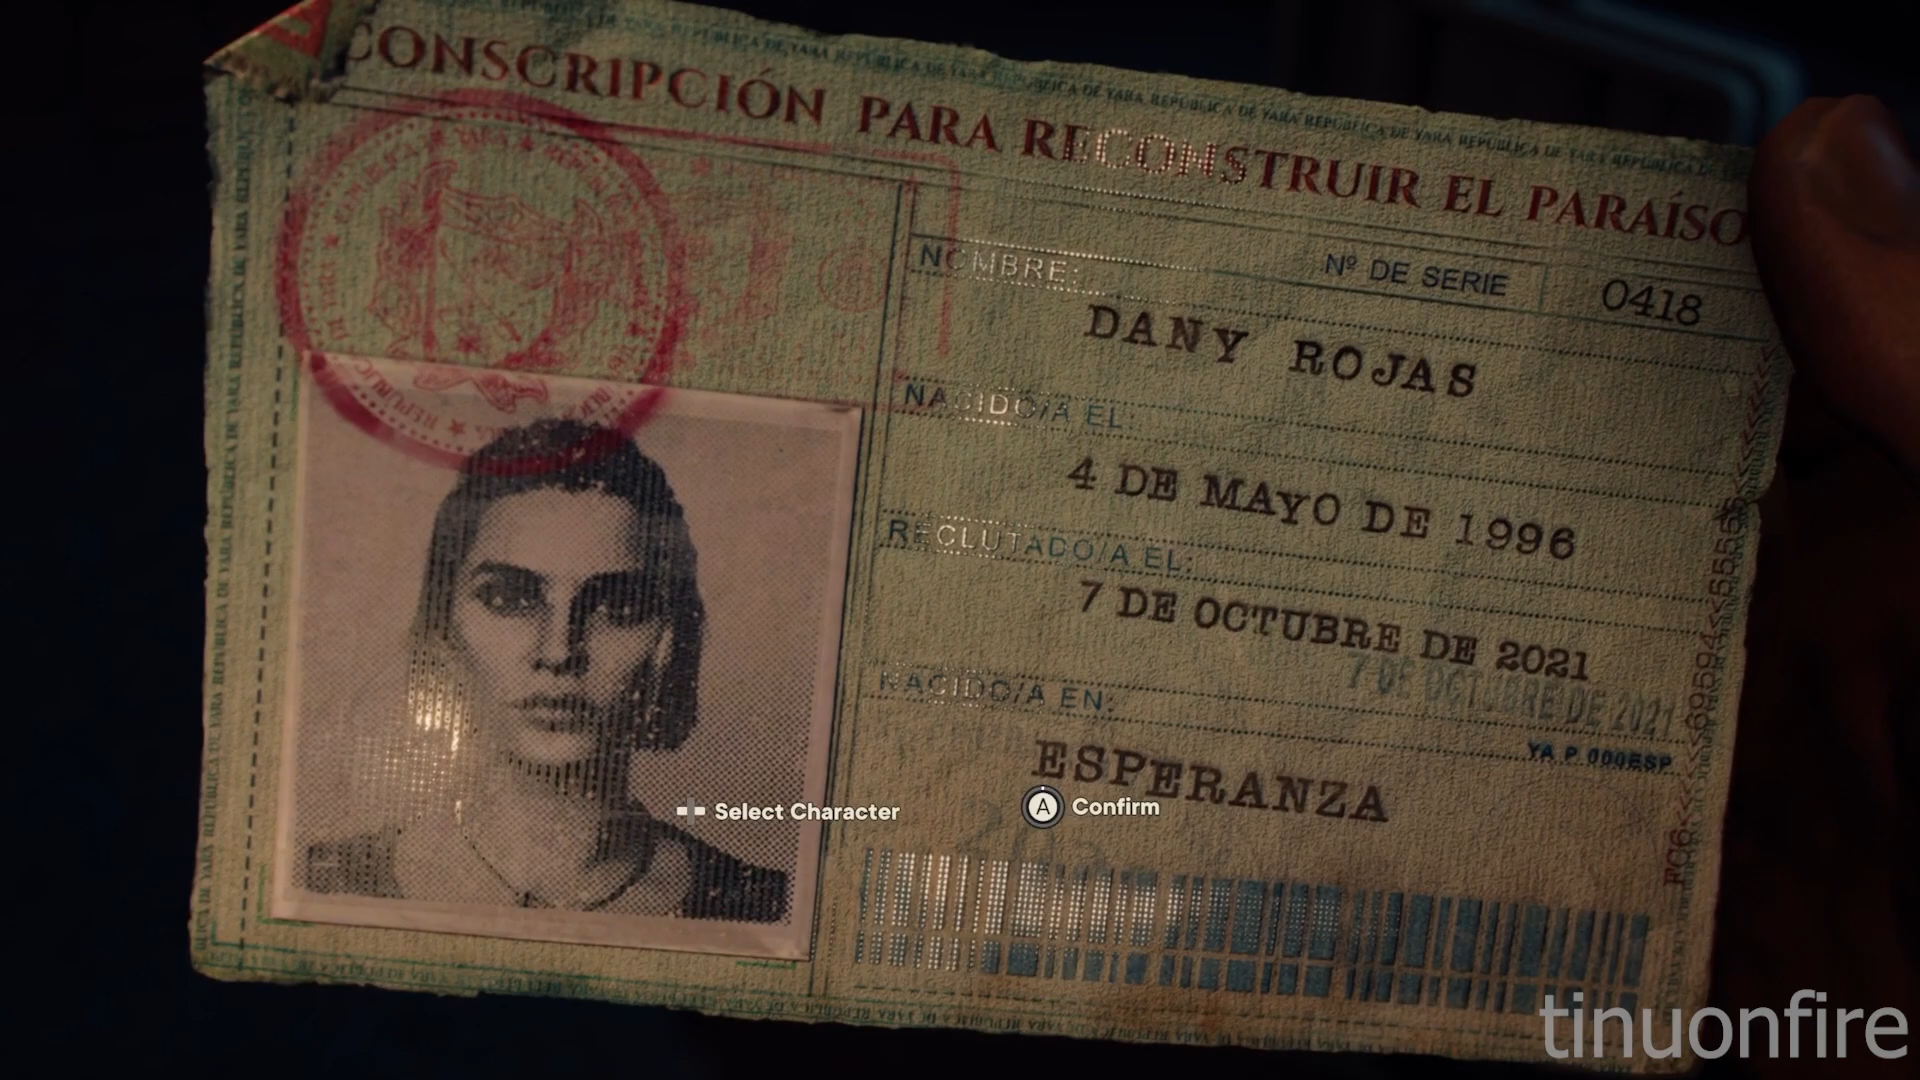 CONSCRIPCIÓN PARA RECONSTRUIR EL PARAÍSO
NOMBRE:
Nº DE SERIE
0418
DANY ROJAS
NACIDO/A EL:
4 DE MAYO DE 1996
RECLUTADO/A EL:
7 DE OCTUBRE DE 2021
7 DE OCTUBRE DE 2021
NACIDO/A EN:
YA P 000ESP
ESPERANZA
Select Character
A Confirm
tinuonfire